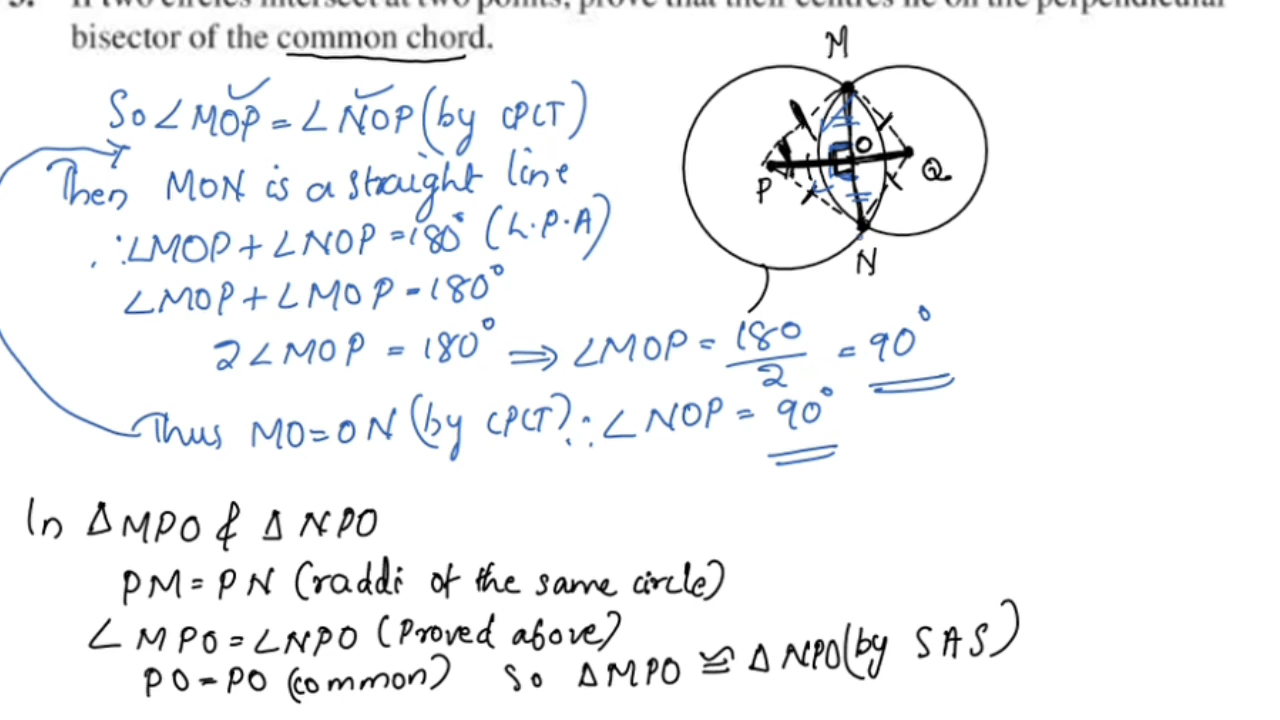 bisector of the common chord.
So ∠MOP = ∠NOP (by CPCT)
Then MON is a straight line
∴ ∠MOP + ∠NOP = 180° (L.P.A)
∠MOP + ∠MOP = 180°
2∠MOP = 180° ⟹ ∠MOP = 180/2 = 90°
Thus MO = ON (by CPCT) ∴ ∠NOP = 90°
In ΔMPO & ΔNPO
PM = PN (raddi of the same circle)
∠MPO = ∠NPO (Proved above)
PO = PO (common) So ΔMPO ≅ ΔNPO (by SAS)
M
O
P
Q
N